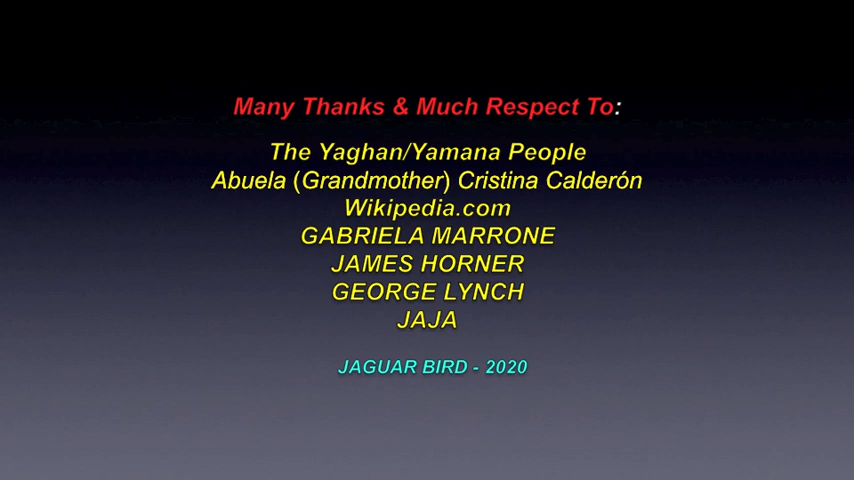 Many Thanks & Much Respect To:
The Yaghan/Yamana People
Abuela (Grandmother) Cristina Calderón
Wikipedia.com
GABRIELA MARRONE
JAMES HORNER
GEORGE LYNCH
JAJA
JAGUAR BIRD - 2020